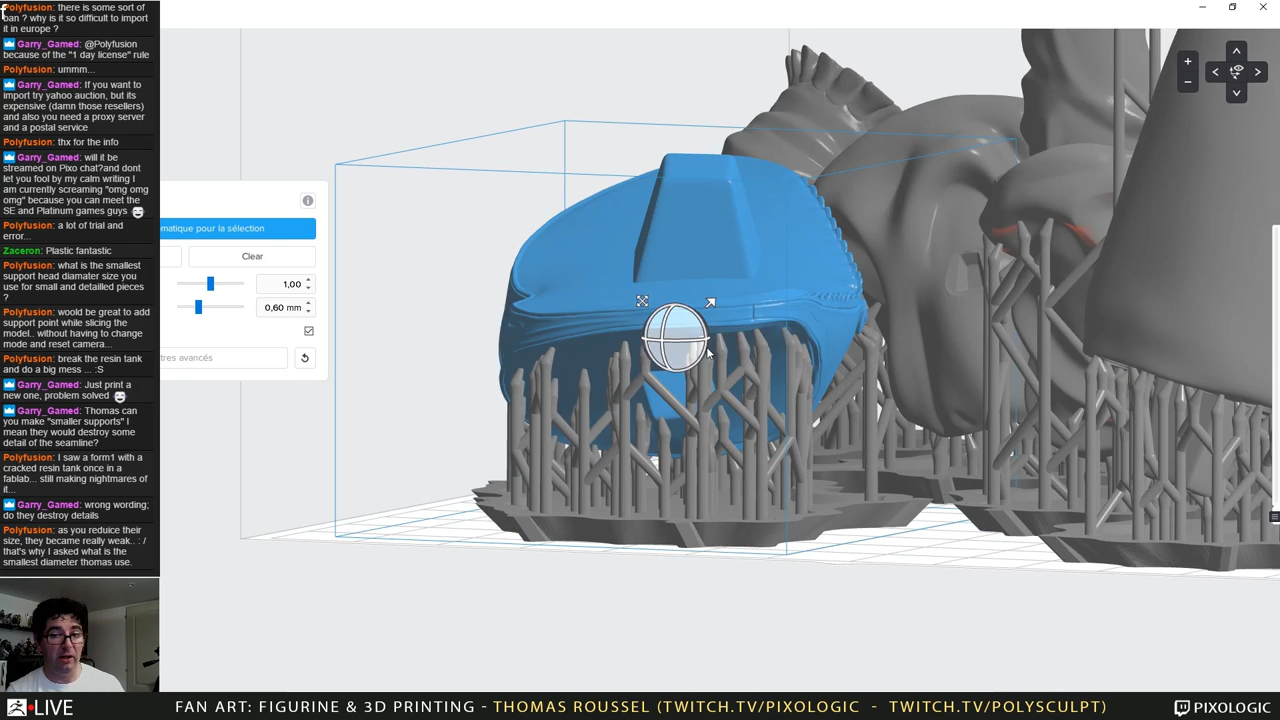 Polyfusion: there is some sort of
ban ? why is it so difficult to import
it in europe ?
Garry_Gamed: @Polyfusion
because of the "1 day license" rule
Polyfusion: ummm...
Garry_Gamed: If you want to
import try yahoo auction, but its
expensive (damn those resellers)
and also you need a proxy server
and a postal service
Polyfusion: thx for the info
Garry_Gamed: will it be
streamed on Pixo chat?and dont
let you fool by my calm writing I
am currently screaming "omg omg
omg" because you can meet the
SE and Platinum games guys
Polyfusion: a lot of trial and
error...
Zaceron: Plastic fantastic
Polyfusion: what is the smallest
support head diamater size you
use for small and detailled pieces
?
Polyfusion: would be great to add
support point while slicing the
model.. without having to change
mode and reset camera...
Polyfusion: break the resin tank
and do a big mess ... :S
Garry_Gamed: Just print a
new one, problem solved
Garry_Gamed: Thomas can
you make "smaller supports" I
mean they would destroy some
detail of the seamline?
Polyfusion: I saw a form1 with a
cracked resin tank once in a
fablab... still making nightmares of
it...
Garry_Gamed: wrong wording;
do they destroy details
Polyfusion: as you reduice their
size, they became really weak.. : /
that's why I asked what is the
smallest diameter thomas use.
matique pour la sélection
Clear
1,00
0,60 mm
tres avancés
LIVE
FAN ART: FIGURINE & 3D PRINTING - THOMAS ROUSSEL (TWITCH.TV/PIXOLOGIC - TWITCH.TV/POLYSCULPT)
PIXOLOGIC